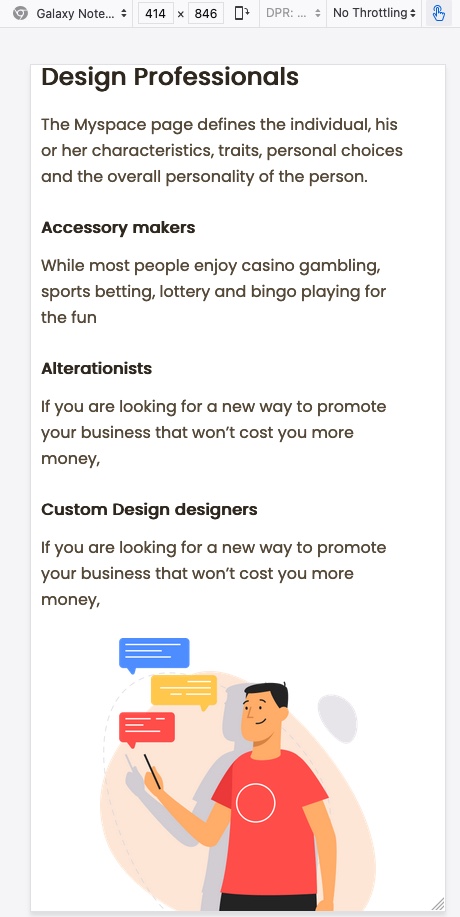 Galaxy Note...
414 × 846
DPR: ...
No Throttling
Design Professionals
The Myspace page defines the individual, his
or her characteristics, traits, personal choices
and the overall personality of the person.
Accessory makers
While most people enjoy casino gambling,
sports betting, lottery and bingo playing for
the fun
Alterationists
If you are looking for a new way to promote
your business that won’t cost you more
money,
Custom Design designers
If you are looking for a new way to promote
your business that won’t cost you more
money,